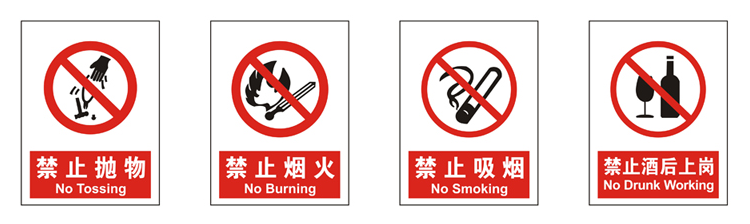 禁止抛物
No Tossing
禁止烟火
No Burning
禁止吸烟
No Smoking
禁止酒后上岗
No Drunk Working